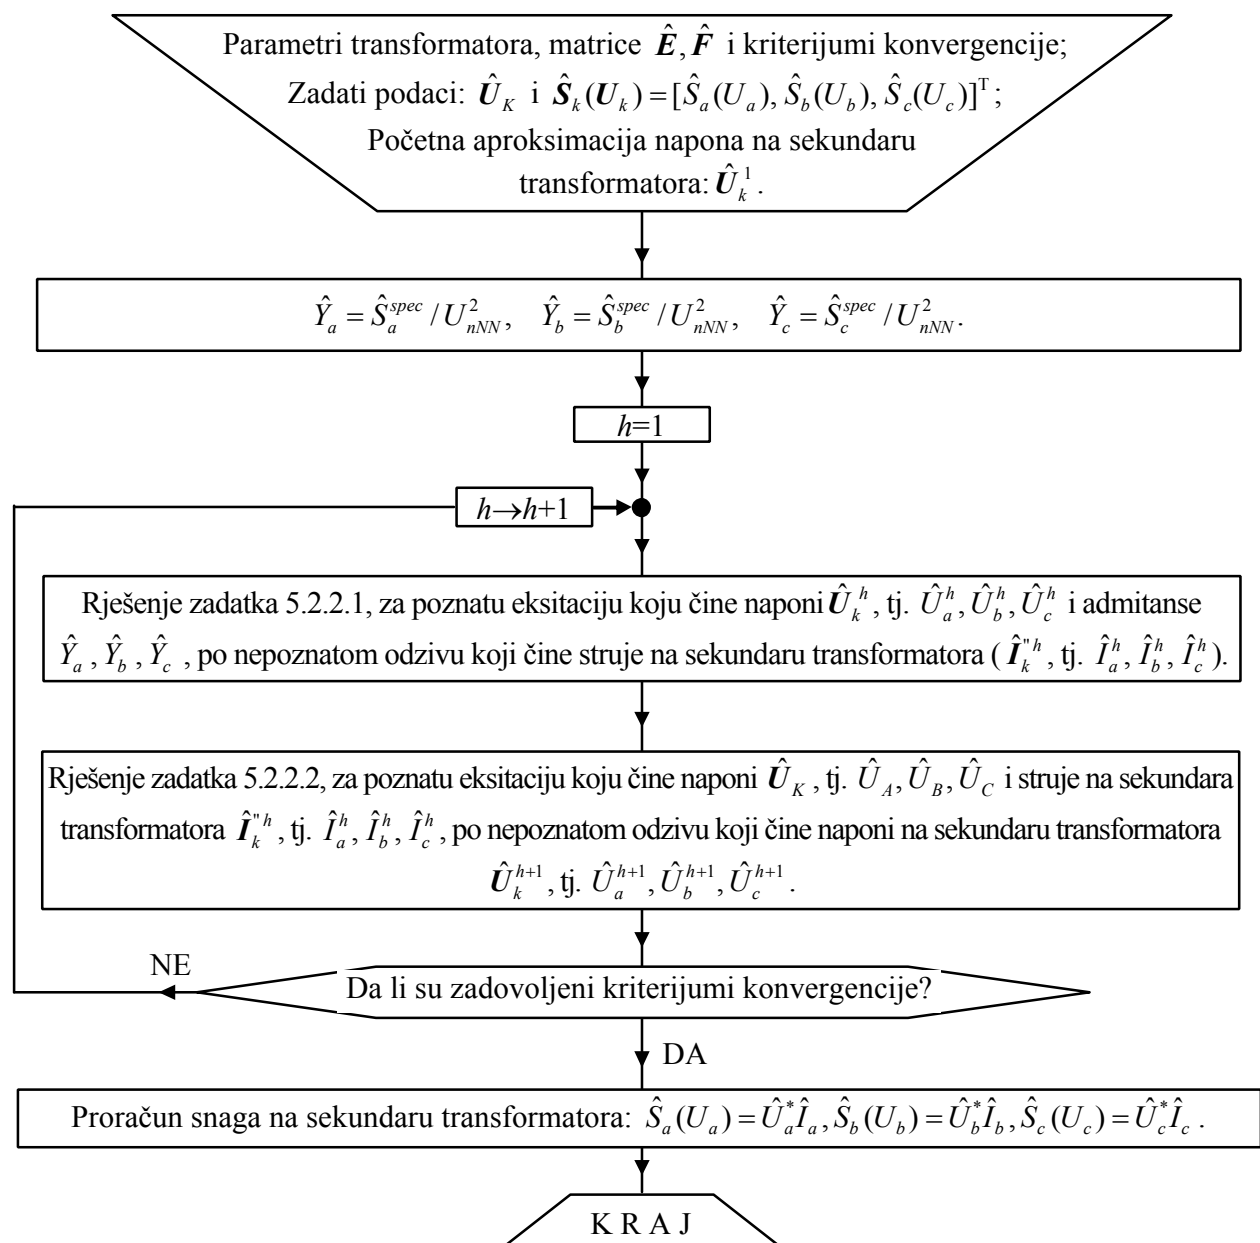 Parametri transformatora, matrice Ê, F̂ i kriterijumi konvergencije;
Zadati podaci: Û_K i Ŝ_k(U_k) = [Ŝ_a(U_a), Ŝ_b(U_b), Ŝ_c(U_c)]^T;
Početna aproksimacija napona na sekundaru
transformatora: Û_k^1.
Ŷ_a = Ŝ_a^spec / U_nNN^2, Ŷ_b = Ŝ_b^spec / U_nNN^2, Ŷ_c = Ŝ_c^spec / U_nNN^2.
h=1
h→h+1
Rješenje zadatka 5.2.2.1, za poznatu eksitaciju koju čine naponi Û_k^h, tj. Û_a^h, Û_b^h, Û_c^h i admitanse
Ŷ_a, Ŷ_b, Ŷ_c, po nepoznatom odzivu koji čine struje na sekundaru transformatora (Î_k^"h, tj. Î_a^h, Î_b^h, Î_c^h).
Rješenje zadatka 5.2.2.2, za poznatu eksitaciju koju čine naponi Û_K, tj. Û_A, Û_B, Û_C i struje na sekundara
transformatora Î_k^"h, tj. Î_a^h, Î_b^h, Î_c^h, po nepoznatom odzivu koji čine naponi na sekundaru transformatora
Û_k^h+1, tj. Û_a^h+1, Û_b^h+1, Û_c^h+1.
NE
Da li su zadovoljeni kriterijumi konvergencije?
DA
Proračun snaga na sekundaru transformatora: Ŝ_a(U_a) = Û_a^*Î_a, Ŝ_b(U_b) = Û_b^*Î_b, Ŝ_c(U_c) = Û_c^*Î_c.
K R A J